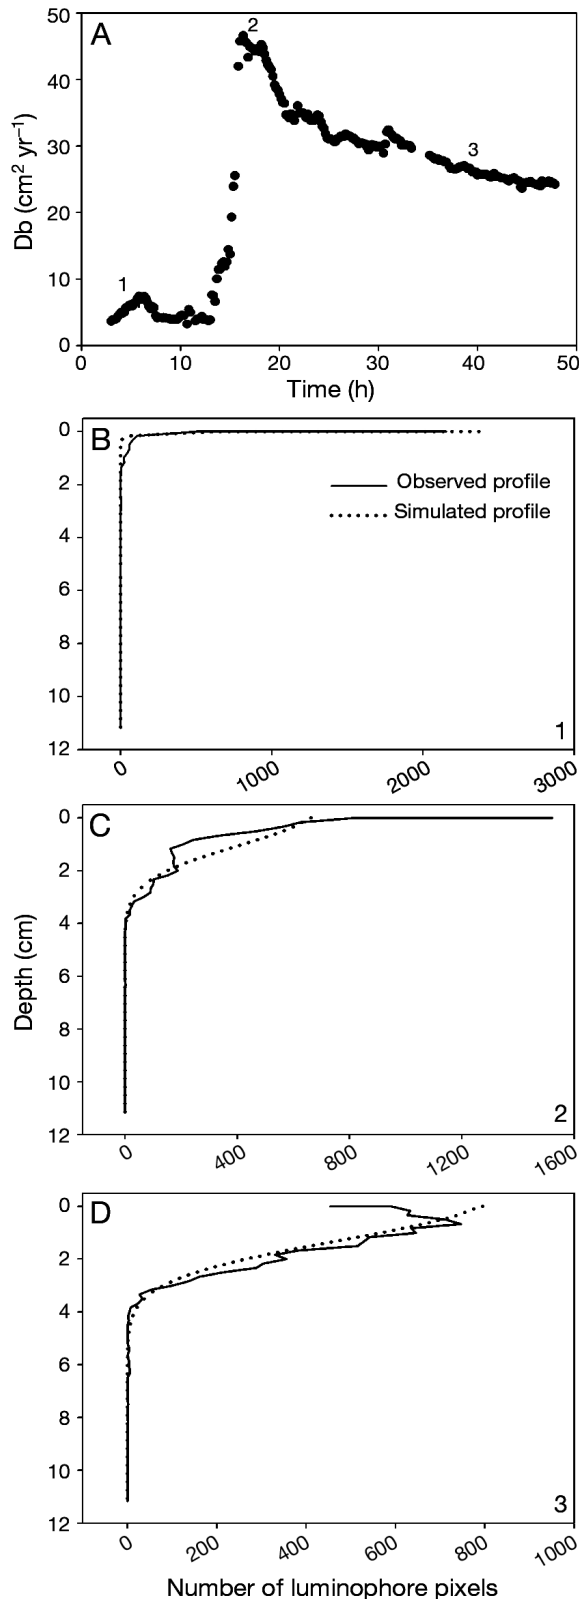 A
Db (cm² yr⁻¹)
50
40
30
20
10
0
1
2
3
0 10 20 30 40 50
Time (h)
B
0
2
4
6
8
10
12
Observed profile
Simulated profile
1
0 1000 2000 3000
C
Depth (cm)
0
2
4
6
8
10
12
2
0 400 800 1200 1600
D
0
2
4
6
8
10
12
3
0 200 400 600 800 1000
Number of luminophore pixels